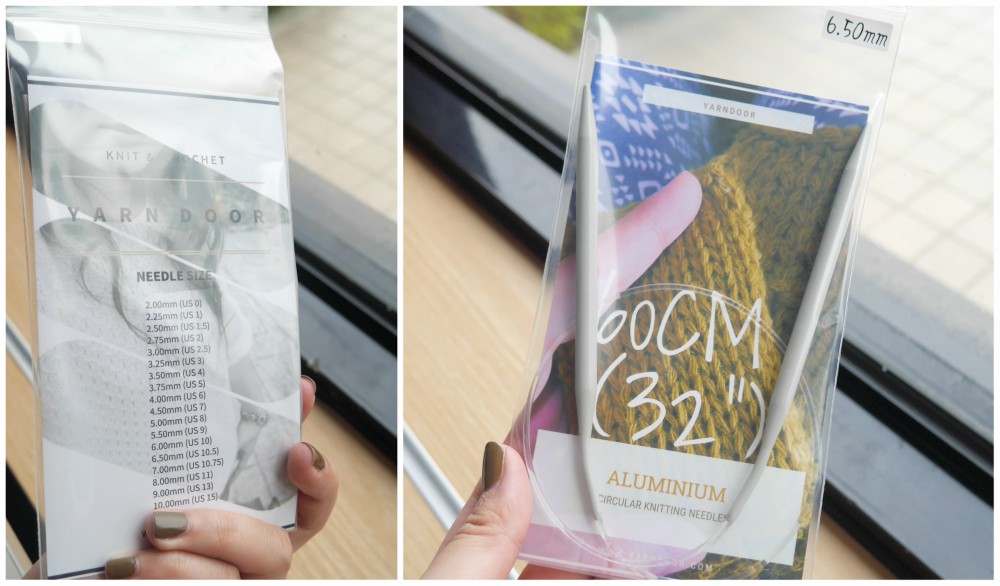 KNIT & CROCHET
YARN DOOR
NEEDLE SIZE
2.00mm (US 0)
2.25mm (US 1)
2.50mm (US 1.5)
2.75mm (US 2)
3.00mm (US 2.5)
3.25mm (US 3)
3.50mm (US 4)
3.75mm (US 5)
4.00mm (US 6)
4.50mm (US 7)
5.00mm (US 8)
5.50mm (US 9)
6.00mm (US 10)
6.50mm (US 10.5)
7.00mm (US 10.75)
8.00mm (US 11)
9.00mm (US 13)
10.00mm (US 15)
6.50mm
YARNDOOR
60CM
(32")
ALUMINIUM
CIRCULAR KNITTING NEEDLES